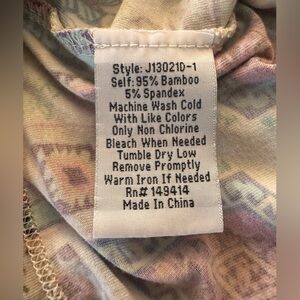 Style: J13021D-1
Self: 95% Bamboo
5% Spandex
Machine Wash Cold
With Like Colors
Only Non Chlorine
Bleach When Needed
Tumble Dry Low
Remove Promptly
Warm Iron If Needed
Rn# 149414
Made In China